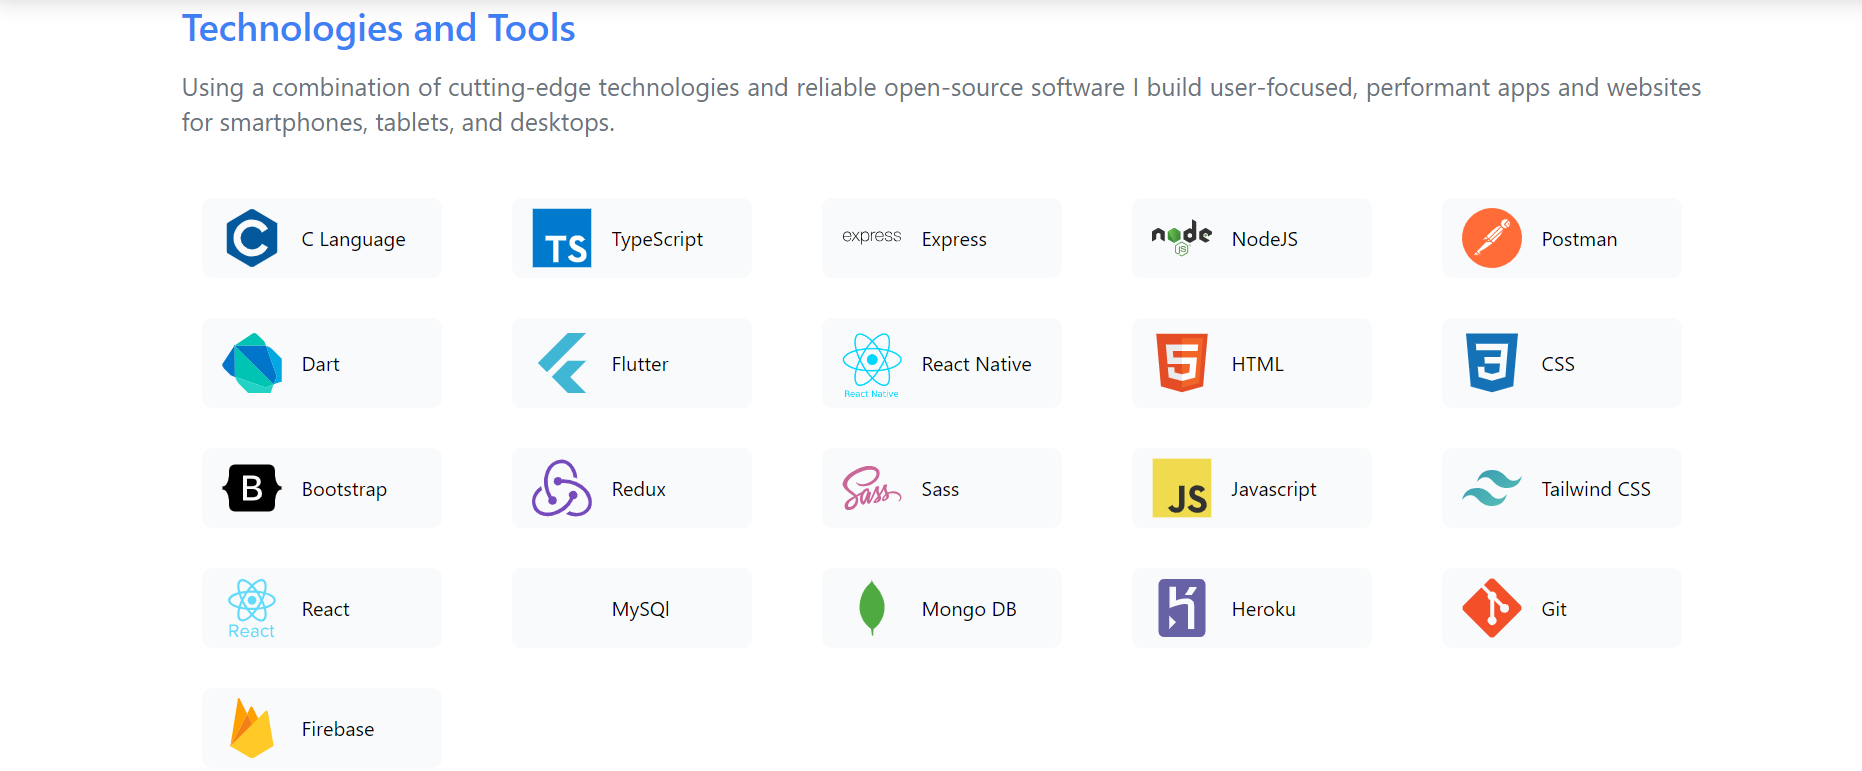 Technologies and Tools
Using a combination of cutting-edge technologies and reliable open-source software I build user-focused, performant apps and websites
for smartphones, tablets, and desktops.
C C Language
TS TypeScript
express Express
node JS NodeJS
Postman
Dart
Flutter
React Native React Native
5 HTML
3 CSS
B Bootstrap
Redux
Sass Sass
JS Javascript
Tailwind CSS
React React
MySQl
Mongo DB
Heroku
Git
Firebase